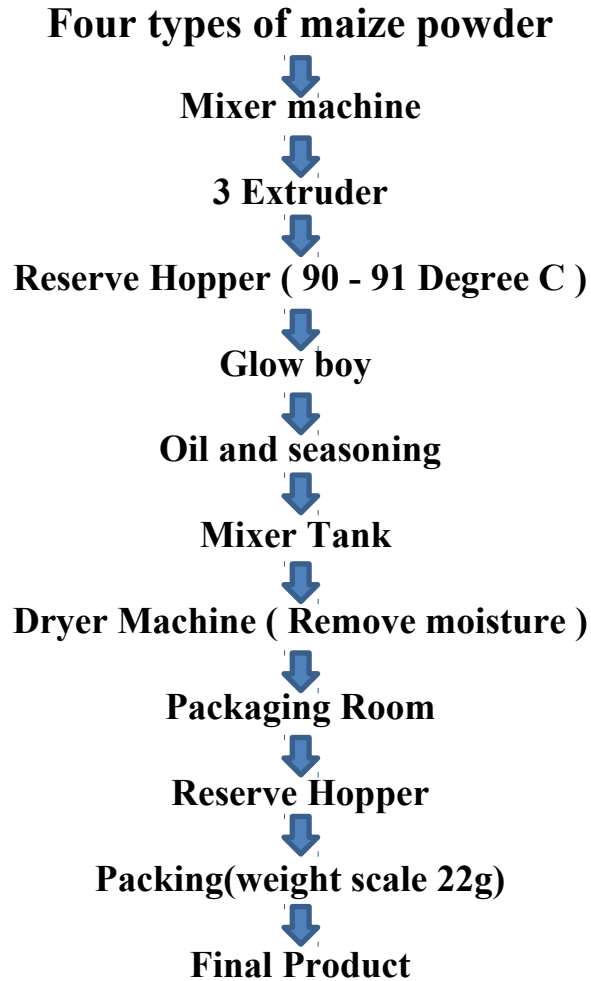 Four types of maize powder
Mixer machine
3 Extruder
Reserve Hopper ( 90 - 91 Degree C )
Glow boy
Oil and seasoning
Mixer Tank
Dryer Machine ( Remove moisture )
Packaging Room
Reserve Hopper
Packing(weight scale 22g)
Final Product